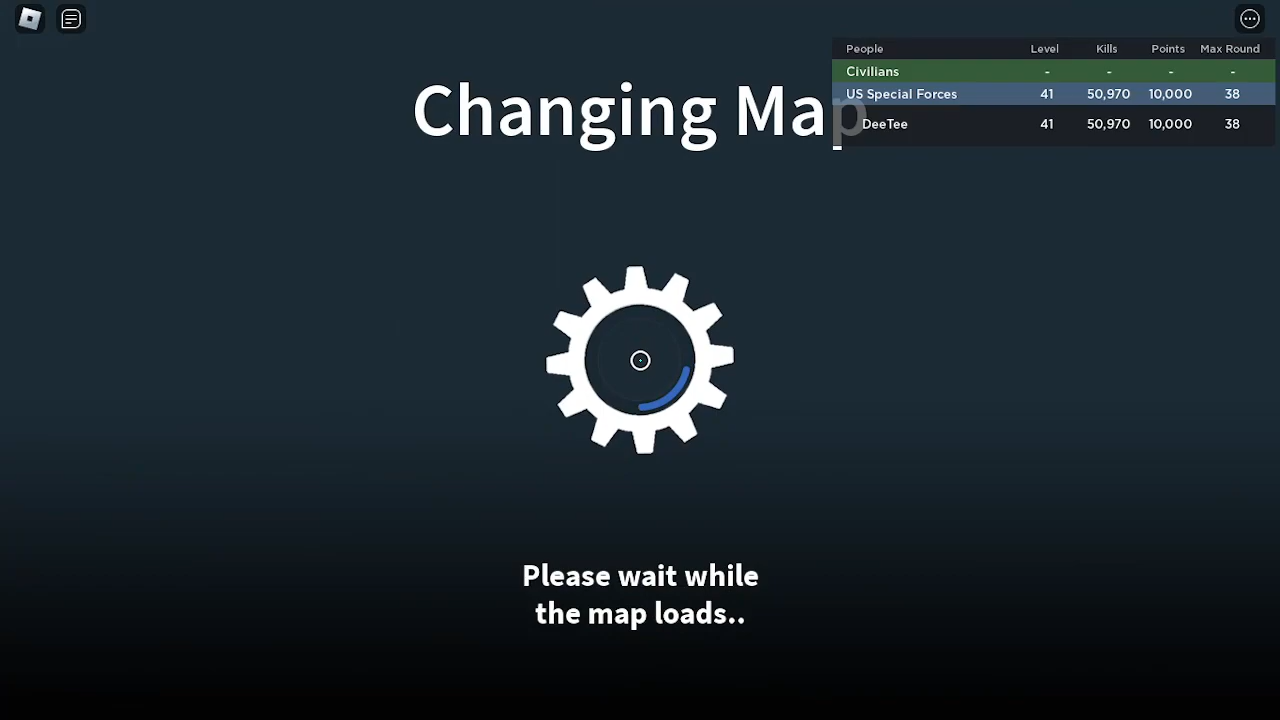 People Level Kills Points Max Round
Civilians - - - -
US Special Forces 41 50,970 10,000 38
DeeTee 41 50,970 10,000 38
Changing Map
Please wait while
the map loads..